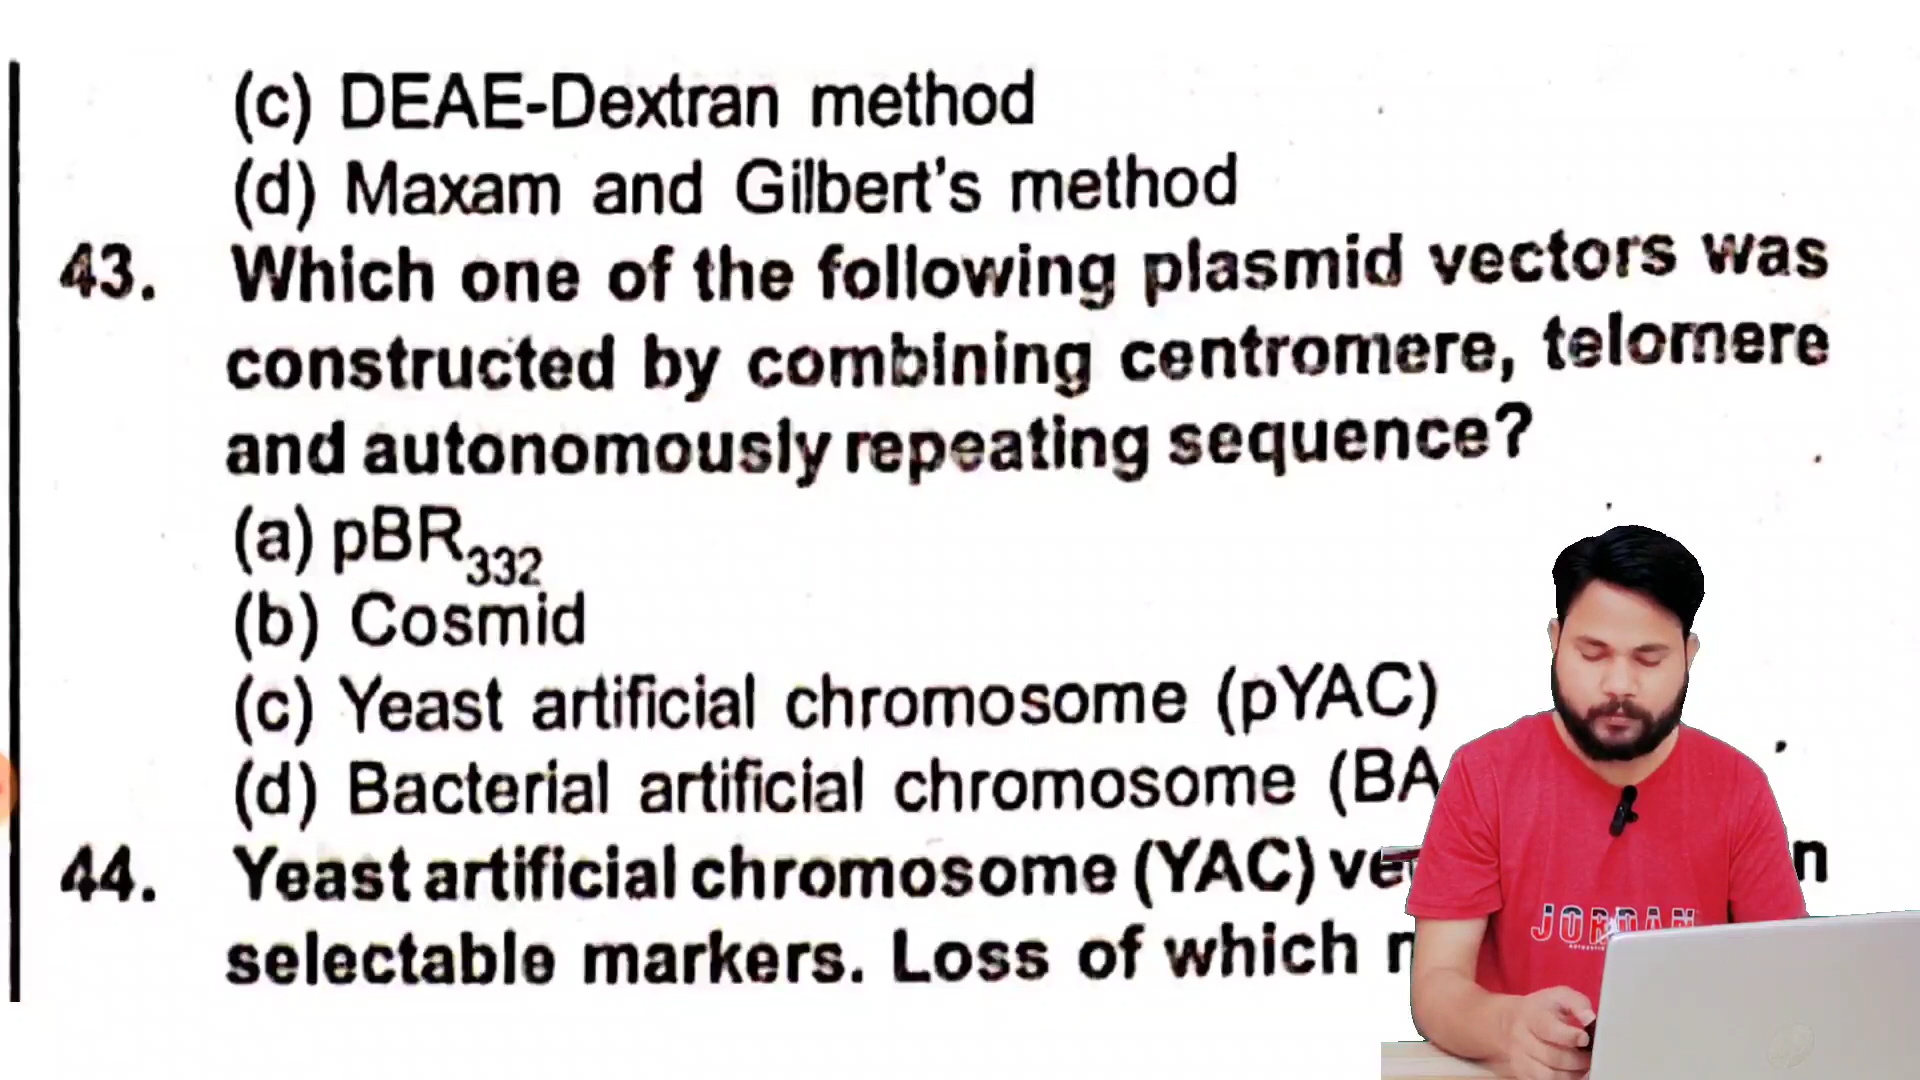 (c) DEAE-Dextran method
(d) Maxam and Gilbert's method
43. Which one of the following plasmid vectors was
constructed by combining centromere, telomere
and autonomously repeating sequence?
(a) pBR332
(b) Cosmid
(c) Yeast artificial chromosome (pYAC)
(d) Bacterial artificial chromosome (BA
44. Yeast artificial chromosome (YAC)
selectable markers. Loss of which
JORDAN